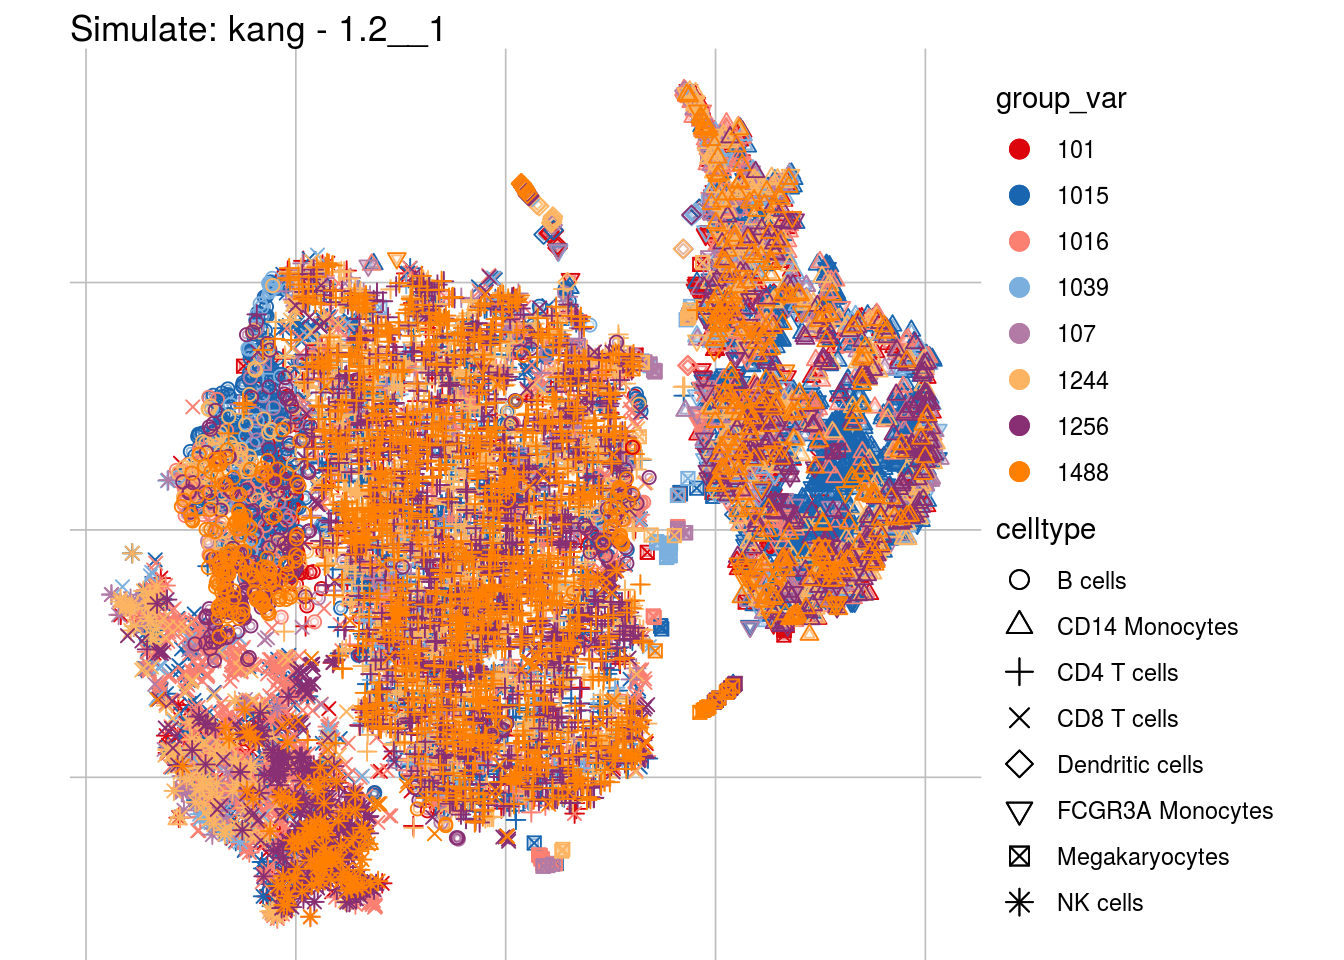 Simulate: kang - 1.2__1
group_var
101
1015
1016
1039
107
1244
1256
1488
celltype
B cells
CD14 Monocytes
CD4 T cells
CD8 T cells
Dendritic cells
FCGR3A Monocytes
Megakaryocytes
NK cells